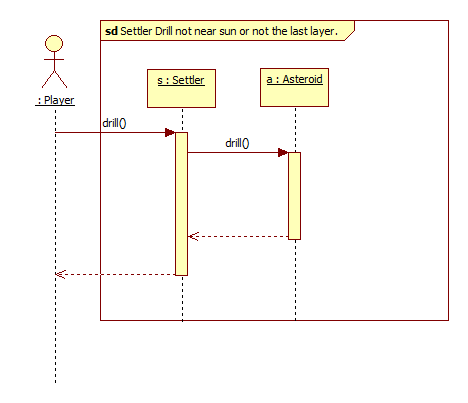 sd Settler Drill not near sun or not the last layer.
s : Settler
a : Asteroid
: Player
drill()
drill()